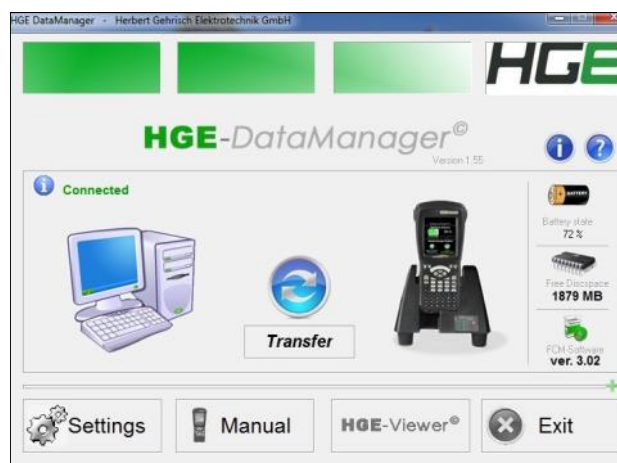 HGE DataManager - Herbert Gehrisch Elektrotechnik GmbH
HGE
HGE-DataManager©
Version 1.55
Connected
BATTERY
Battery state
72 %
Free Discspace
1879 MB
Transfer
FCM-Software
ver. 3.02
Settings
Manual
HGE-Viewer©
Exit